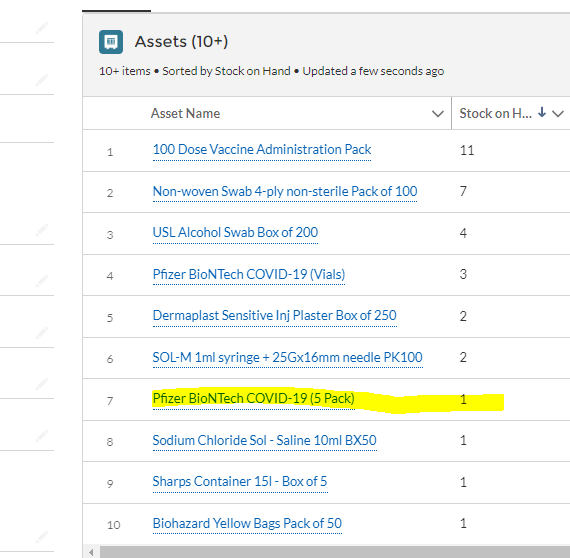 Assets (10+)
10+ items • Sorted by Stock on Hand • Updated a few seconds ago
Asset Name Stock on H...
1 100 Dose Vaccine Administration Pack 11
2 Non-woven Swab 4-ply non-sterile Pack of 100 7
3 USL Alcohol Swab Box of 200 4
4 Pfizer BioNTech COVID-19 (Vials) 3
5 Dermaplast Sensitive Inj Plaster Box of 250 2
6 SOL-M 1ml syringe + 25Gx16mm needle PK100 2
7 Pfizer BioNTech COVID-19 (5 Pack) 1
8 Sodium Chloride Sol - Saline 10ml BX50 1
9 Sharps Container 15l - Box of 5 1
10 Biohazard Yellow Bags Pack of 50 1